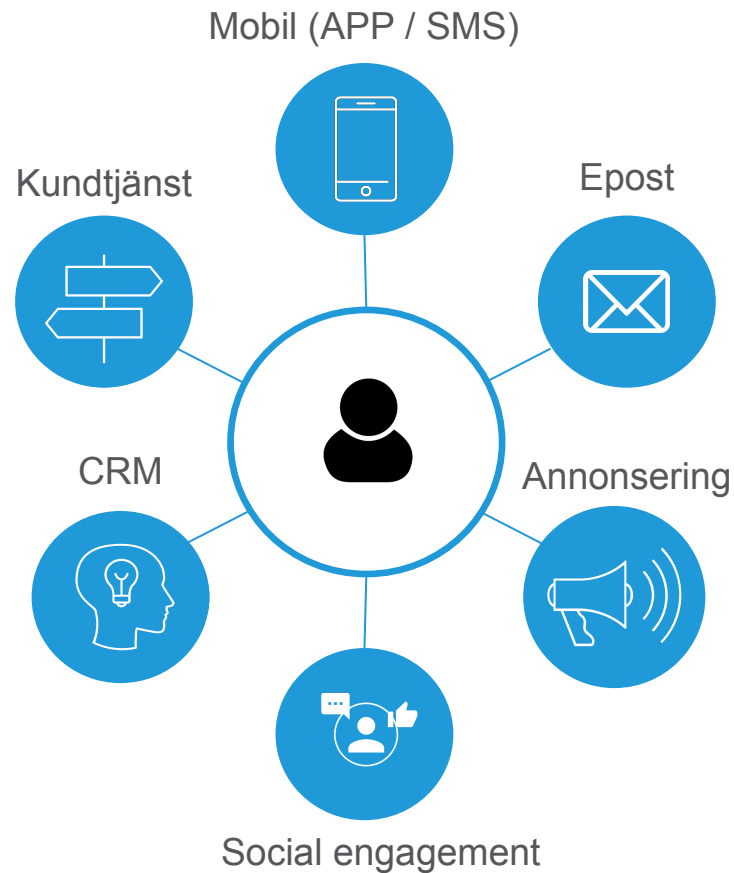 Mobil (APP / SMS)
Kundtjänst
Epost
CRM
Annonsering
Social engagement